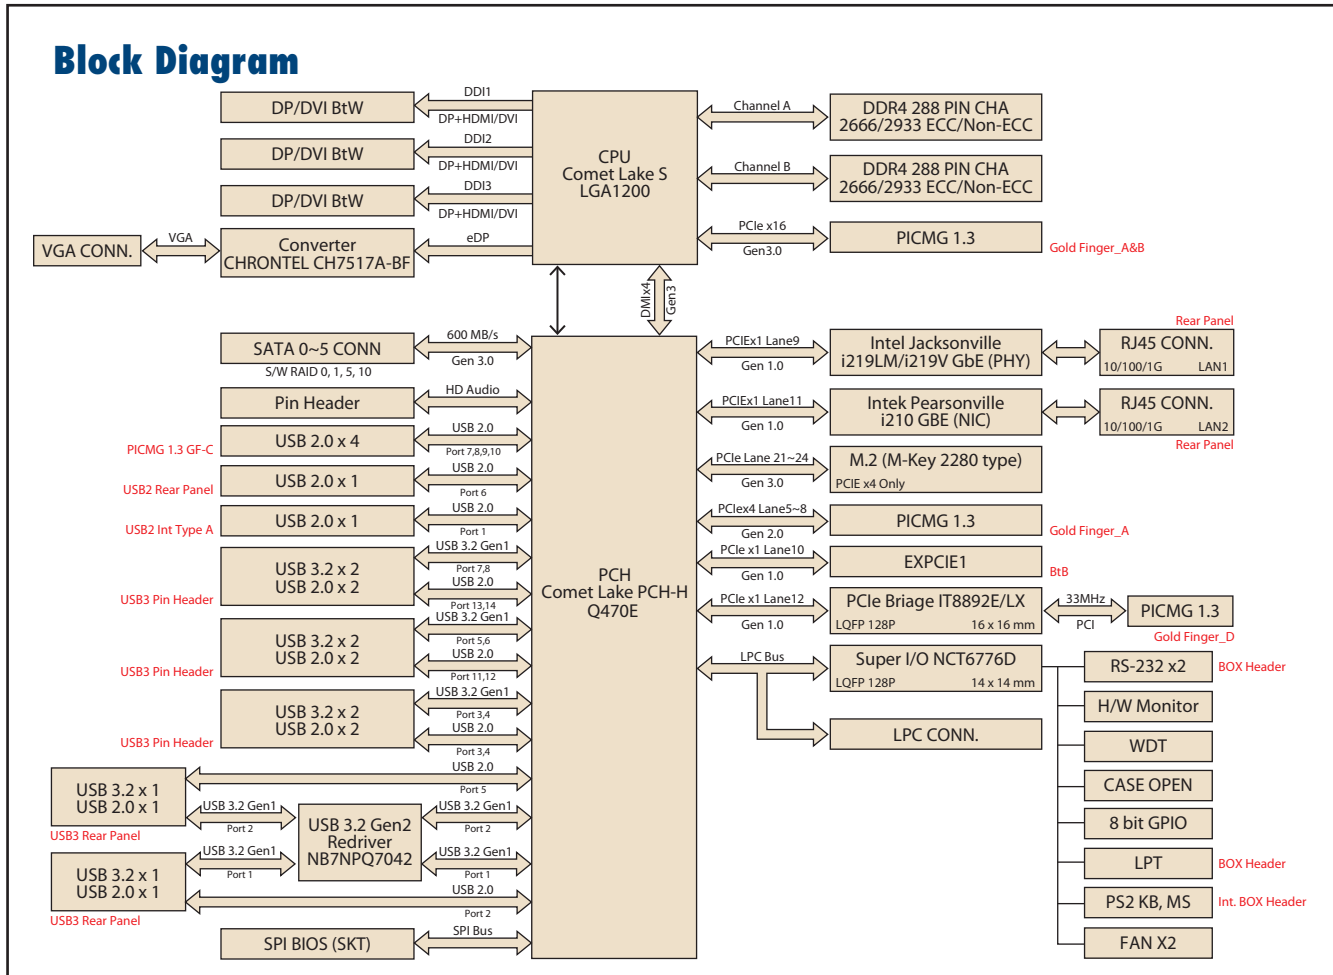 Block Diagram
DP/DVI BtW
DDI1
DP+HDMI/DVI
DP/DVI BtW
DDI2
DP+HDMI/DVI
DP/DVI BtW
DDI3
DP+HDMI/DVI
VGA CONN.
VGA
Converter
CHRONTEL CH7517A-BF
eDP
CPU
Comet Lake S
LGA1200
Channel A
DDR4 288 PIN CHA
2666/2933 ECC/Non-ECC
Channel B
DDR4 288 PIN CHA
2666/2933 ECC/Non-ECC
PCIe x16
Gen3.0
PICMG 1.3
Gold Finger_A&B
DMIx4
Gen3
SATA 0~5 CONN
S/W RAID 0, 1, 5, 10
600 MB/s
Gen 3.0
Pin Header
HD Audio
PICMG 1.3 GF-C
USB 2.0 x 4
USB 2.0
Port 7,8,9,10
USB2 Rear Panel
USB 2.0 x 1
USB 2.0
Port 6
USB2 Int Type A
USB 2.0 x 1
USB 2.0
Port 1
USB3 Pin Header
USB 3.2 x 2
USB 2.0 x 2
USB 3.2 Gen1
Port 7,8
USB 2.0
Port 13,14
USB3 Pin Header
USB 3.2 x 2
USB 2.0 x 2
USB 3.2 Gen1
Port 5,6
USB 2.0
Port 11,12
USB3 Pin Header
USB 3.2 x 2
USB 2.0 x 2
USB 3.2 Gen1
Port 3,4
USB 2.0
Port 3,4
USB 3.2 x 1
USB 2.0 x 1
USB3 Rear Panel
USB 2.0
Port 5
USB 3.2 Gen1
Port 2
USB 3.2 Gen2
Redriver
NB7NPQ7042
USB 3.2 Gen1
Port 2
USB 3.2 x 1
USB 2.0 x 1
USB3 Rear Panel
USB 3.2 Gen1
Port 1
USB 3.2 Gen1
Port 1
USB 2.0
Port 2
SPI BIOS (SKT)
SPI Bus
PCH
Comet Lake PCH-H
Q470E
PCIEx1 Lane9
Gen 1.0
Intel Jacksonville
i219LM/i219V GbE (PHY)
Rear Panel
RJ45 CONN.
10/100/1G LAN1
PCIEx1 Lane11
Gen 1.0
Intek Pearsonville
i210 GBE (NIC)
RJ45 CONN.
10/100/1G LAN2
Rear Panel
PCIe Lane 21~24
Gen 3.0
M.2 (M-Key 2280 type)
PCIE x4 Only
PCIex4 Lane5~8
Gen 2.0
PICMG 1.3
Gold Finger_A
PCIe x1 Lane10
Gen 1.0
EXPCIE1
BtB
PCIe x1 Lane12
Gen 1.0
PCIe Briage IT8892E/LX
LQFP 128P 16 x 16 mm
33MHz
PCI
PICMG 1.3
Gold Finger_D
LPC Bus
Super I/O NCT6776D
LQFP 128P 14 x 14 mm
LPC CONN.
RS-232 x2
BOX Header
H/W Monitor
WDT
CASE OPEN
8 bit GPIO
LPT
BOX Header
PS2 KB, MS
Int. BOX Header
FAN X2